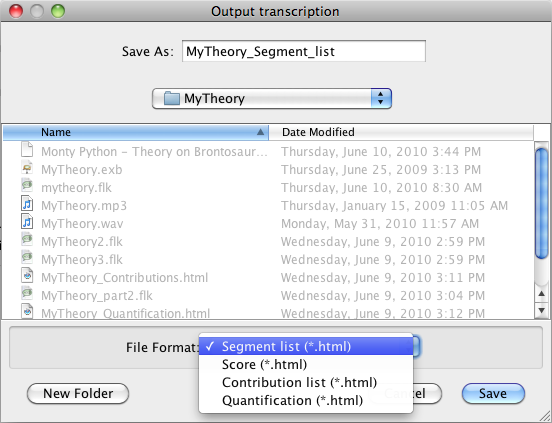 Output transcription
Save As: MyTheory_Segment_list
MyTheory
Name Date Modified
Monty Python - Theory on Brontosaur... Thursday, June 10, 2010 3:44 PM
MyTheory.exb Thursday, June 25, 2009 3:13 PM
mytheory.flk Thursday, June 10, 2010 8:30 AM
MyTheory.mp3 Thursday, January 15, 2009 11:05 AM
MyTheory.wav Monday, May 31, 2010 11:57 AM
MyTheory2.flk Wednesday, June 9, 2010 2:59 PM
MyTheory3.flk Wednesday, June 9, 2010 2:59 PM
MyTheory_Contributions.html Wednesday, June 9, 2010 3:11 PM
MyTheory_part2.flk Wednesday, June 9, 2010 3:04 PM
MyTheory_Quantification.html Wednesday, June 9, 2010 3:12 PM
File Format: ✓ Segment list (*.html)
Score (*.html)
Contribution list (*.html)
Quantification (*.html)
New Folder Save